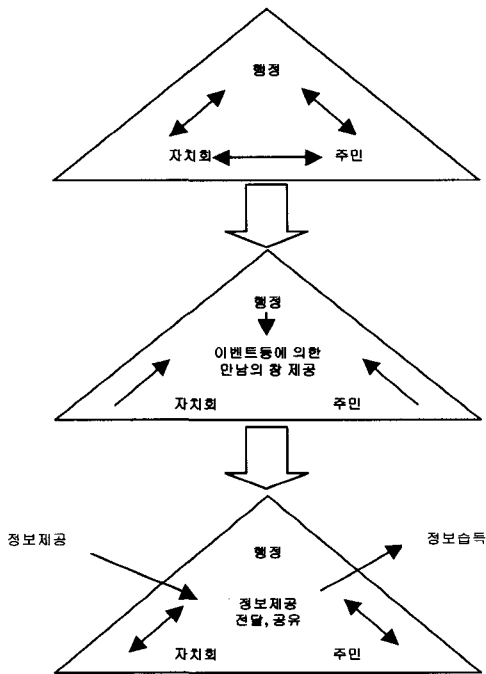 행정
자치회
주민
행정
이벤트등에 의한
만남의 창 제공
자치회
주민
정보제공
정보습득
행정
정보제공
전달, 공유
자치회
주민